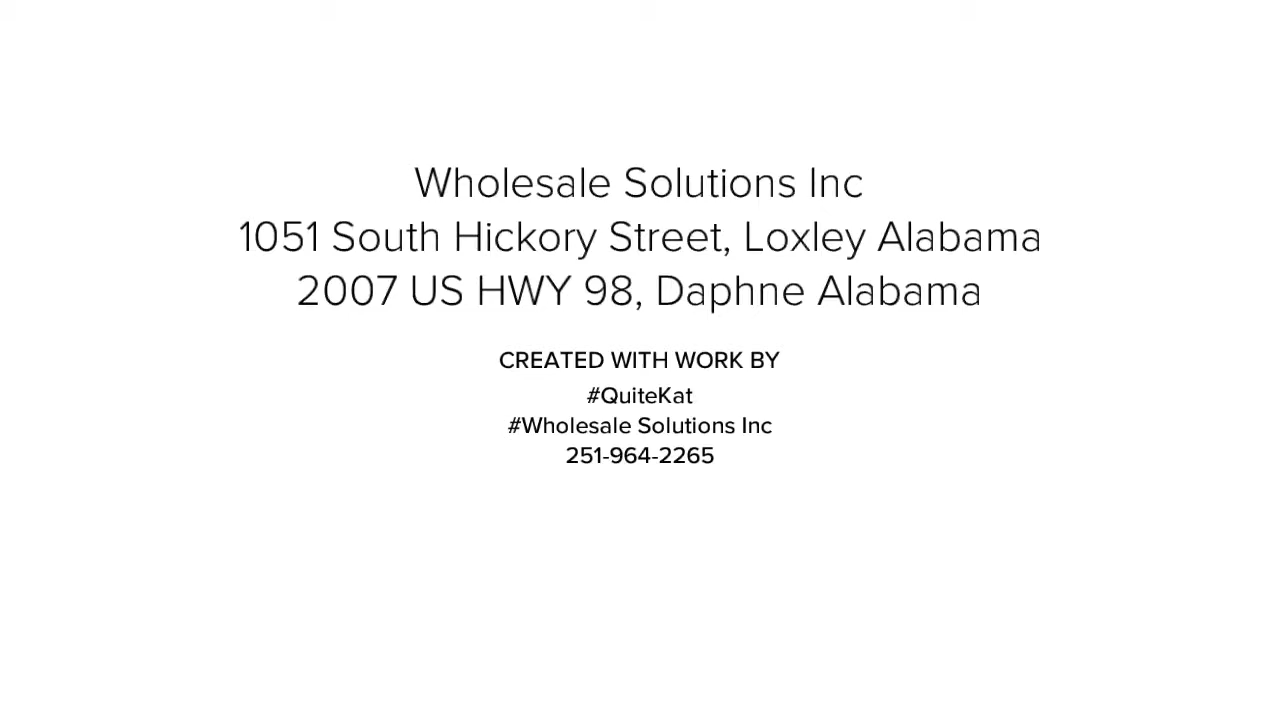 Wholesale Solutions Inc
1051 South Hickory Street, Loxley Alabama
2007 US HWY 98, Daphne Alabama
CREATED WITH WORK BY
#QuiteKat
#Wholesale Solutions Inc
251-964-2265